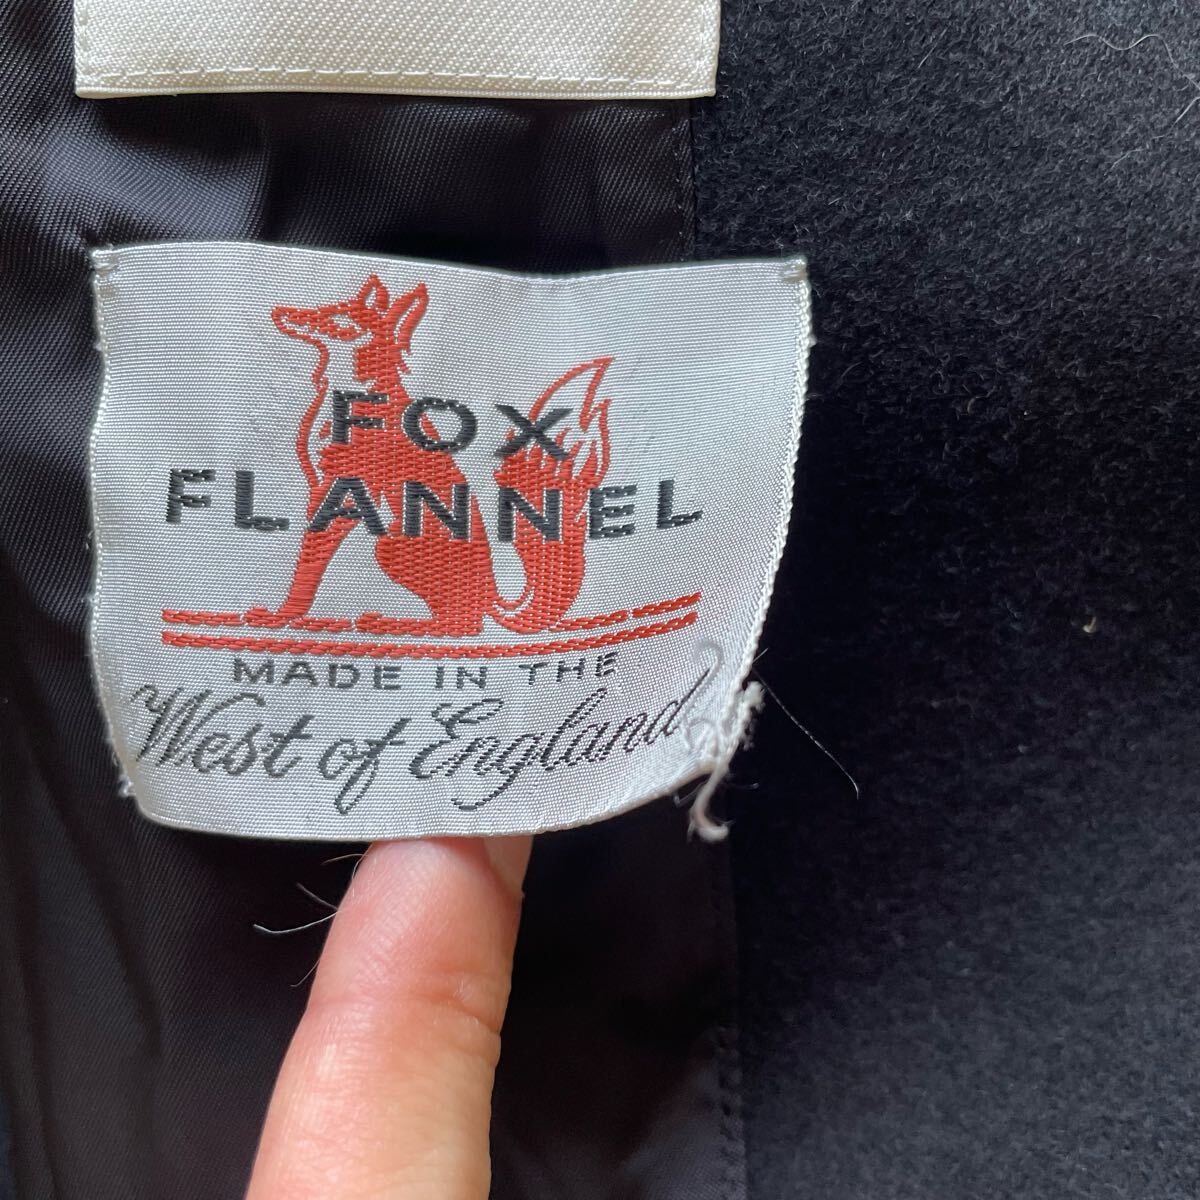 FOX
FLANNEL
MADE IN THE
West of England